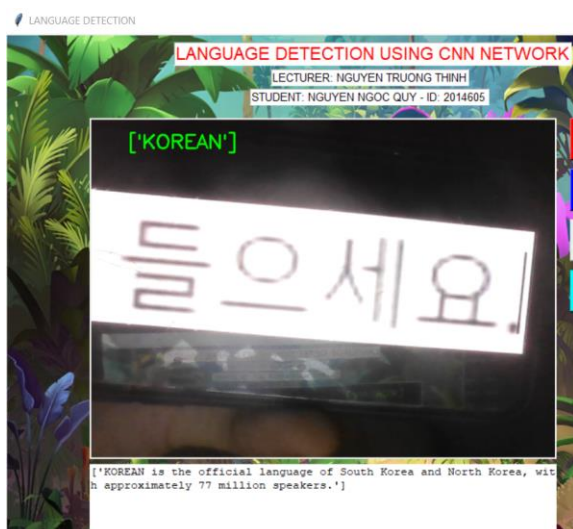 LANGUAGE DETECTION
LANGUAGE DETECTION USING CNN NETWORK
LECTURER: NGUYEN TRUONG THINH
STUDENT: NGUYEN NGOC QUY - ID: 2014605
['KOREAN']
들으세요.
['KOREAN is the official language of South Korea and North Korea, wit
h approximately 77 million speakers.']